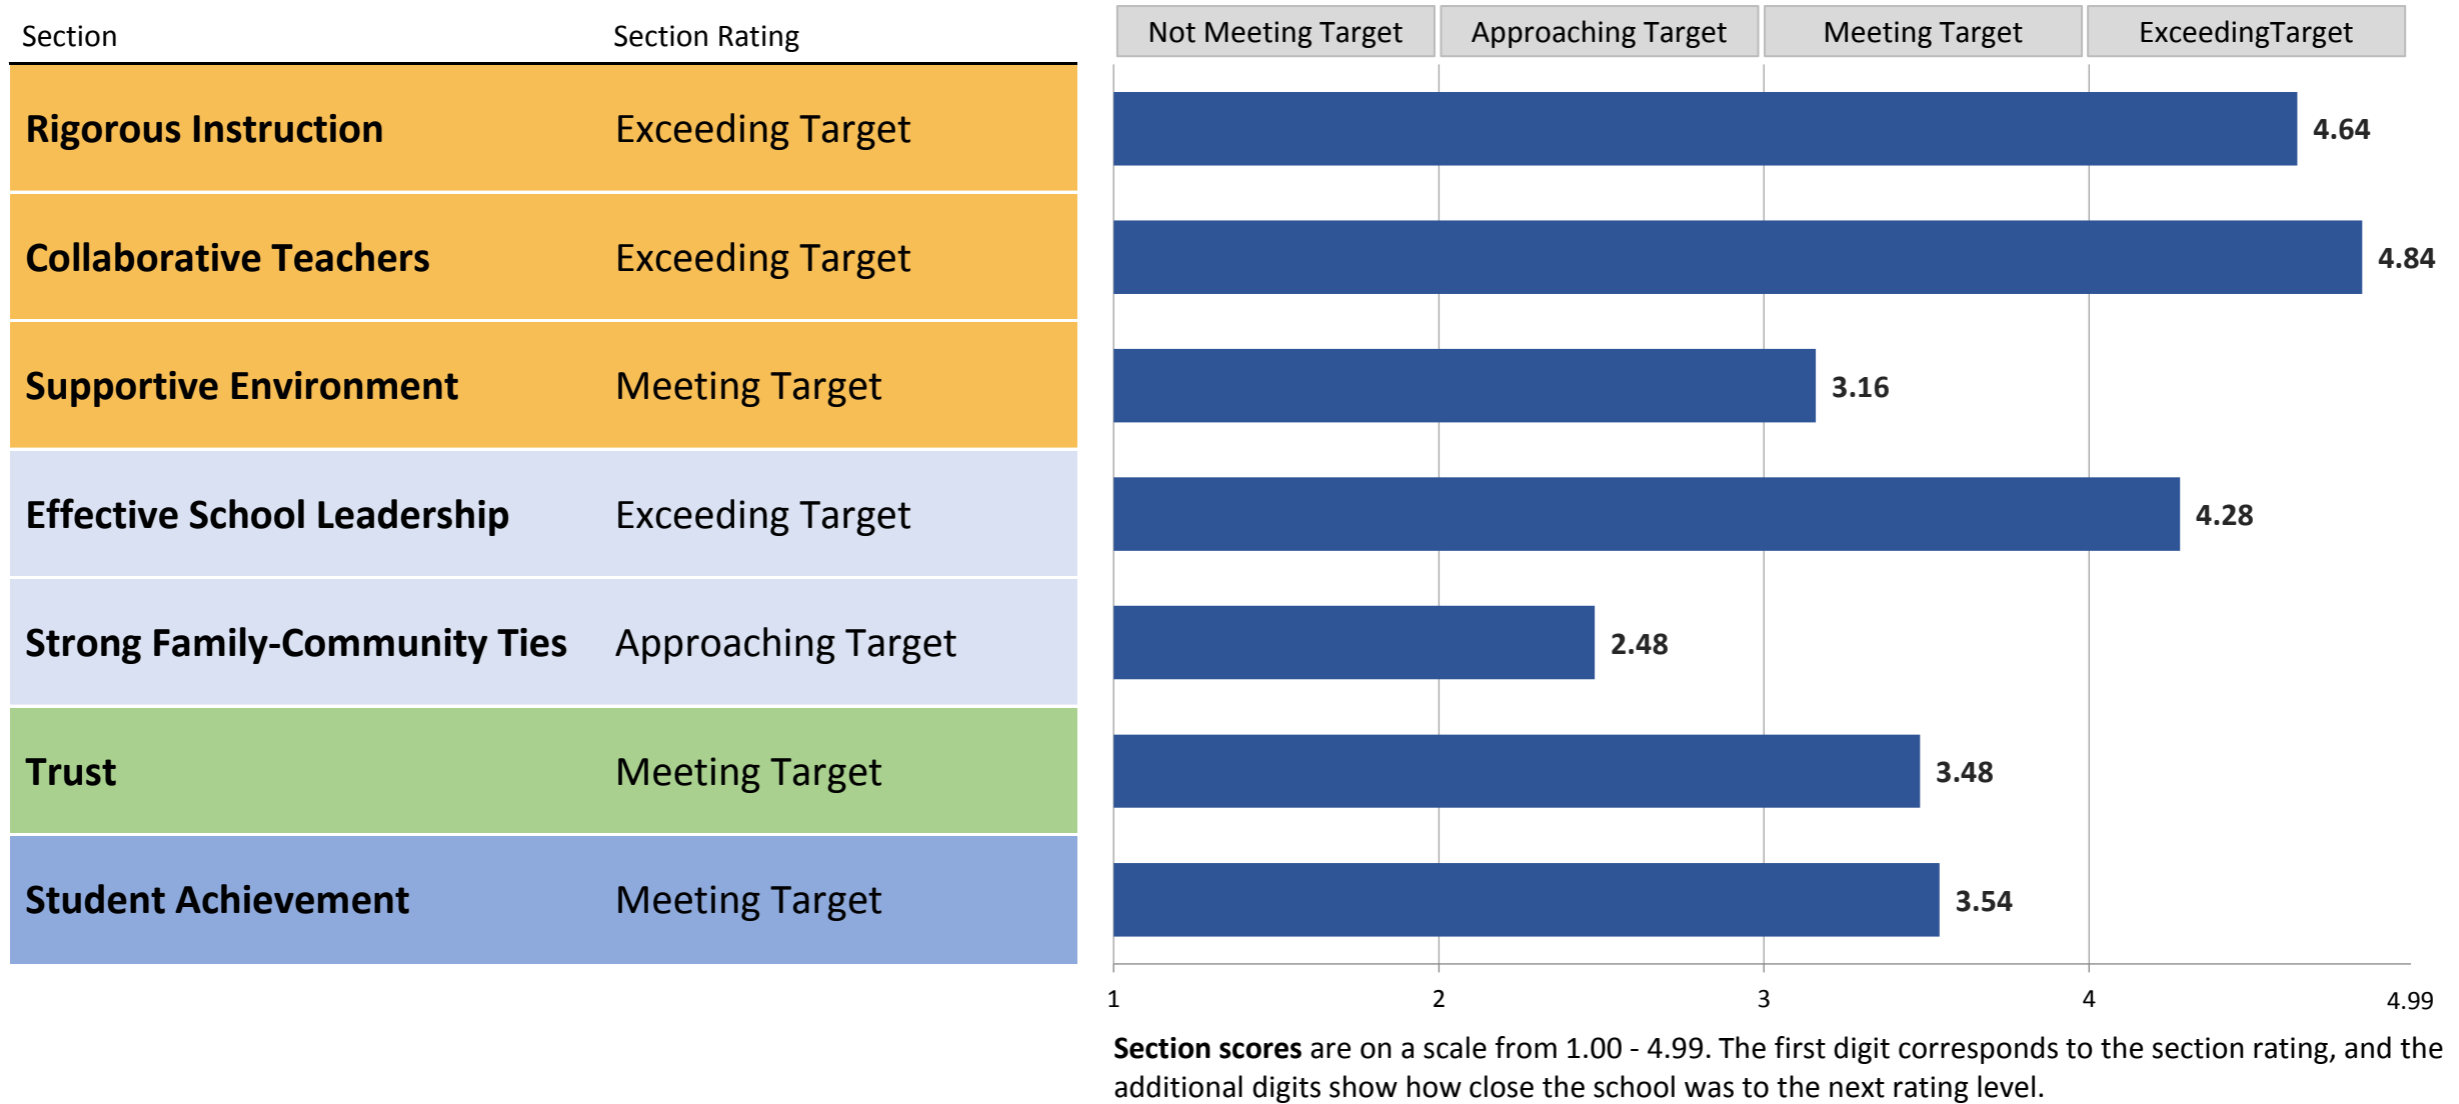 Section Section Rating Not Meeting Target Approaching Target Meeting Target ExceedingTarget
Rigorous Instruction Exceeding Target 4.64
Collaborative Teachers Exceeding Target 4.84
Supportive Environment Meeting Target 3.16
Effective School Leadership Exceeding Target 4.28
Strong Family-Community Ties Approaching Target 2.48
Trust Meeting Target 3.48
Student Achievement Meeting Target 3.54
1 2 3 4 4.99
Section scores are on a scale from 1.00 - 4.99. The first digit corresponds to the section rating, and the
additional digits show how close the school was to the next rating level.